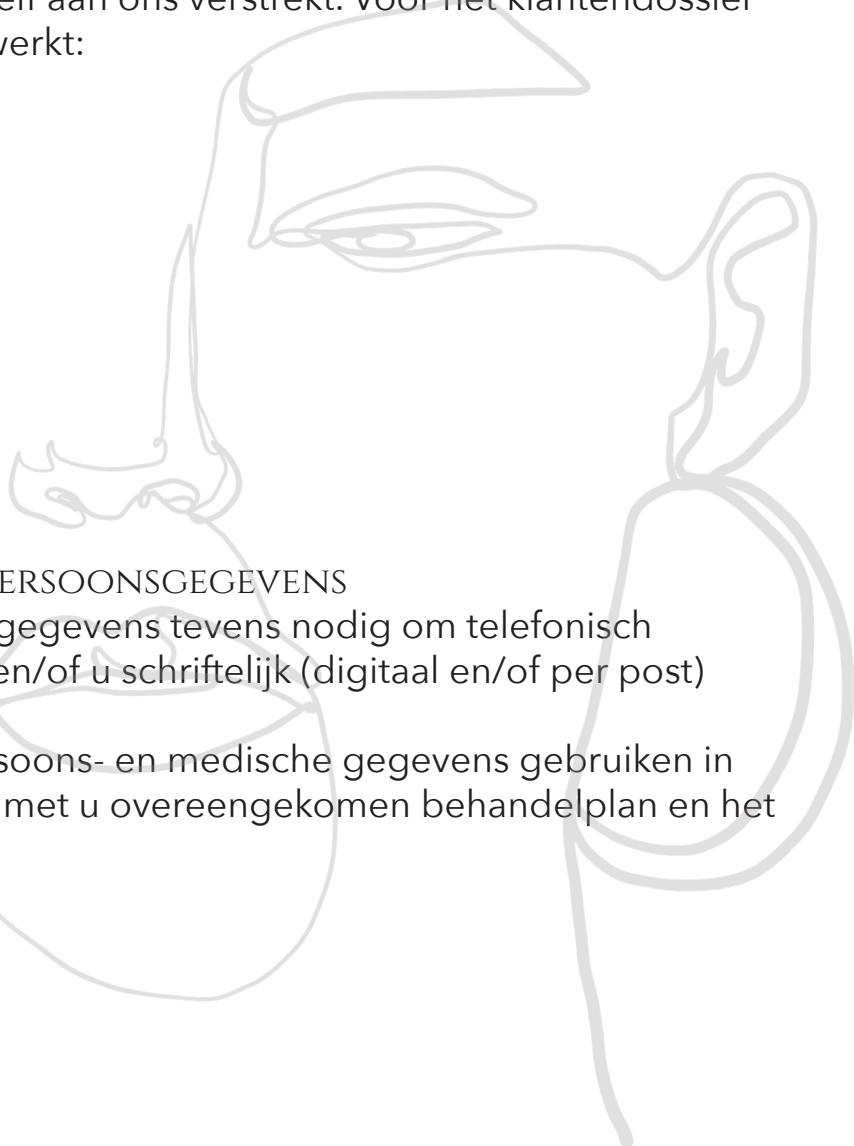 elf aan ons verstrekt. Voor het klantendossier
werkt:
ERSOONSGEGEVENS
gegevens tevens nodig om telefonisch
en/of u schriftelijk (digitaal en/of per post)
soons- en medische gegevens gebruiken in
met u overeengekomen behandelplan en het